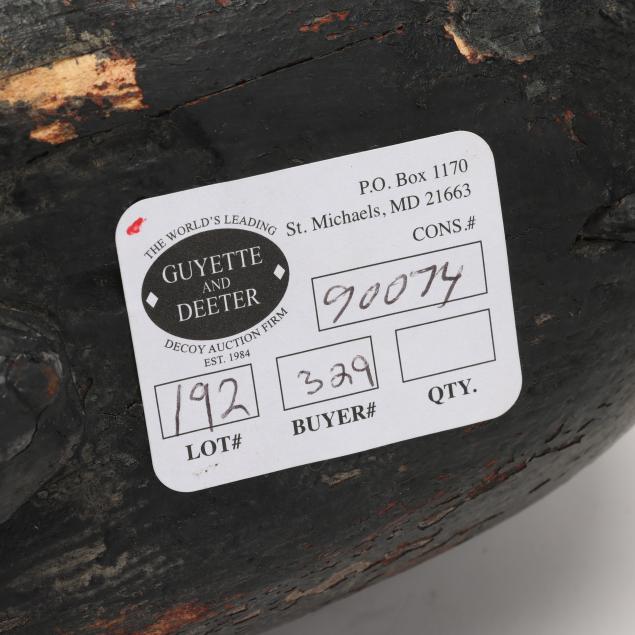 P.O. Box 1170
St. Michaels, MD 21663
THE WORLD'S LEADING
GUYETTE
AND
DEETER
DECOY AUCTION FIRM
EST. 1984
CONS.#
90074
192
LOT#
329
BUYER#
QTY.